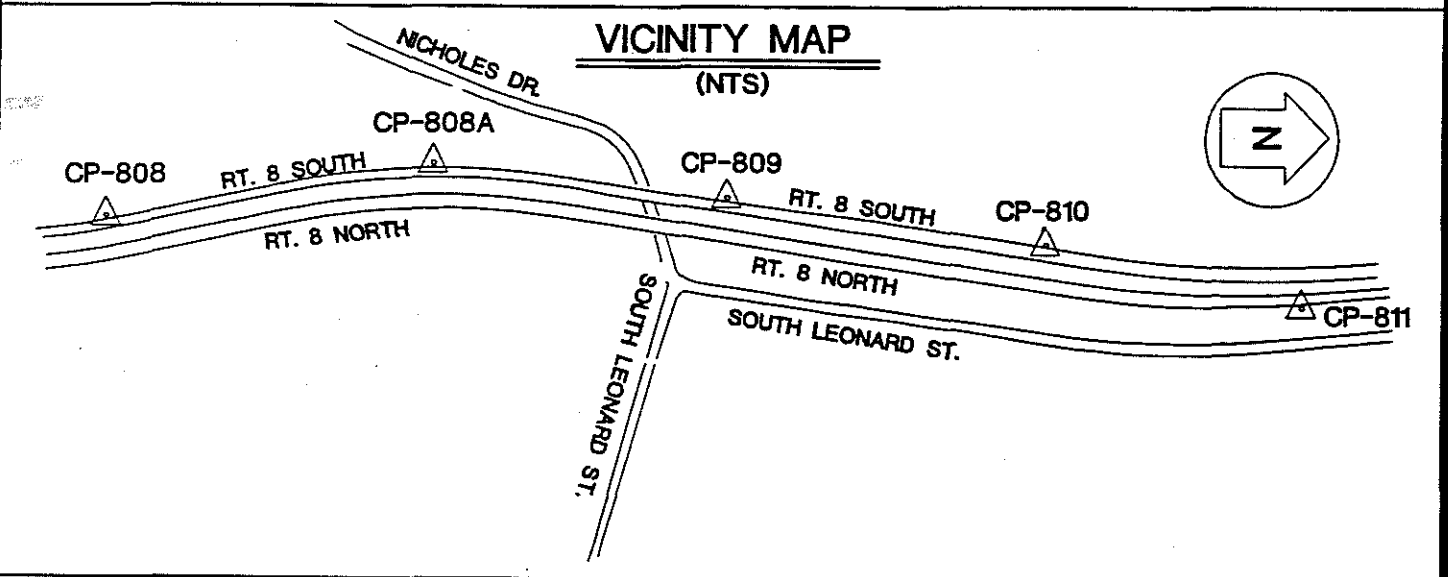 VICINITY MAP
(NTS)
NICHOLES DR.
N
CP-808A
CP-808
RT. 8 SOUTH
CP-809
RT. 8 SOUTH
CP-810
RT. 8 NORTH
RT. 8 NORTH
CP-811
SOUTH LEONARD ST.
SOUTH LEONARD ST.